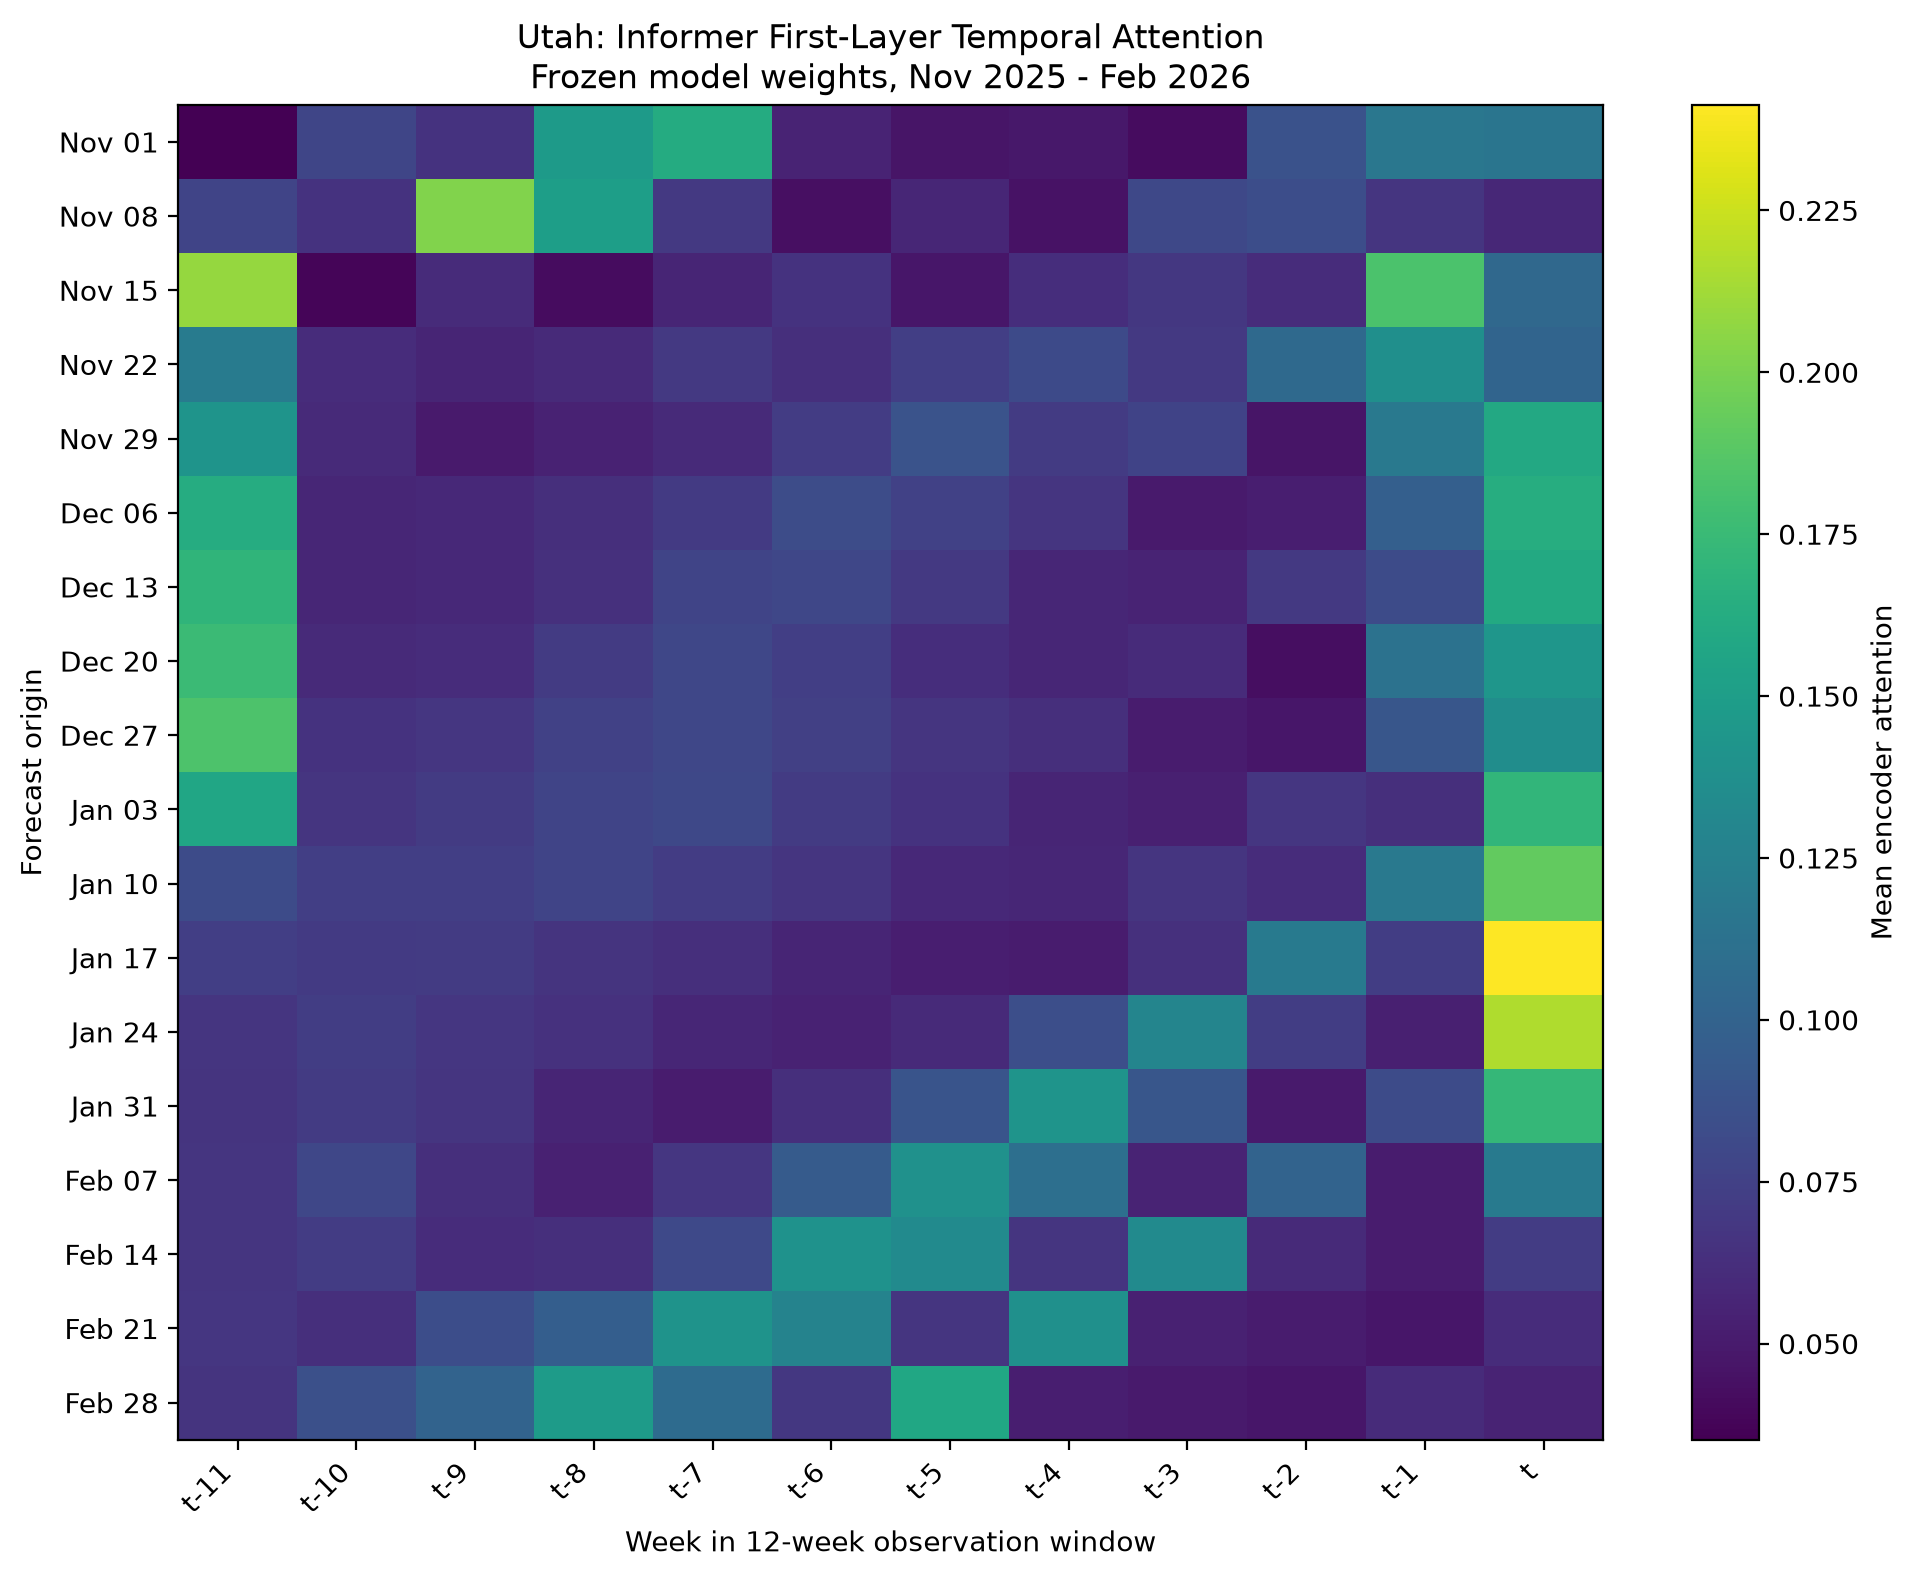 Utah: Informer First-Layer Temporal Attention
Frozen model weights, Nov 2025 - Feb 2026
Forecast origin
Nov 01
Nov 08
Nov 15
Nov 22
Nov 29
Dec 06
Dec 13
Dec 20
Dec 27
Jan 03
Jan 10
Jan 17
Jan 24
Jan 31
Feb 07
Feb 14
Feb 21
Feb 28
t-11
t-10
t-9
t-8
t-7
t-6
t-5
t-4
t-3
t-2
t-1
t
Week in 12-week observation window
0.225
0.200
0.175
0.150
0.125
0.100
0.075
0.050
Mean encoder attention